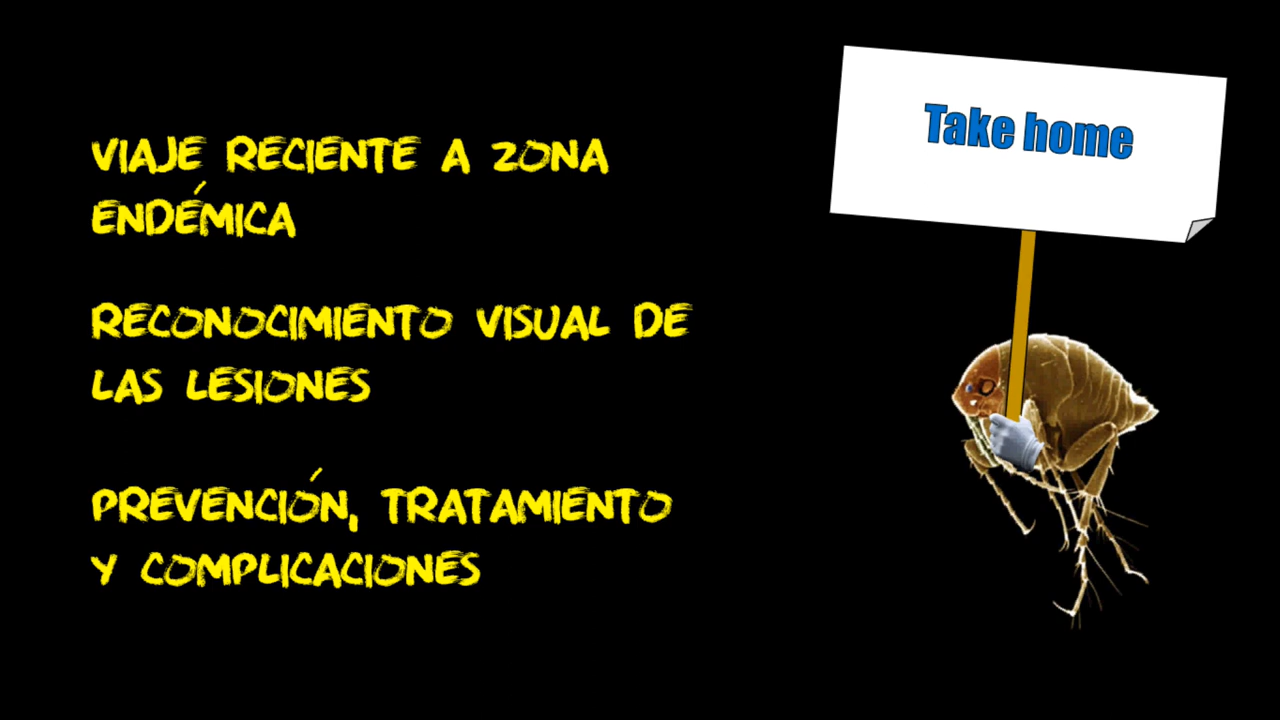 VIAJE RECIENTE A ZONA
ENDÉMICA
RECONOCIMIENTO VISUAL DE
LAS LESIONES
PREVENCIÓN, TRATAMIENTO
Y COMPLICACIONES
Take home